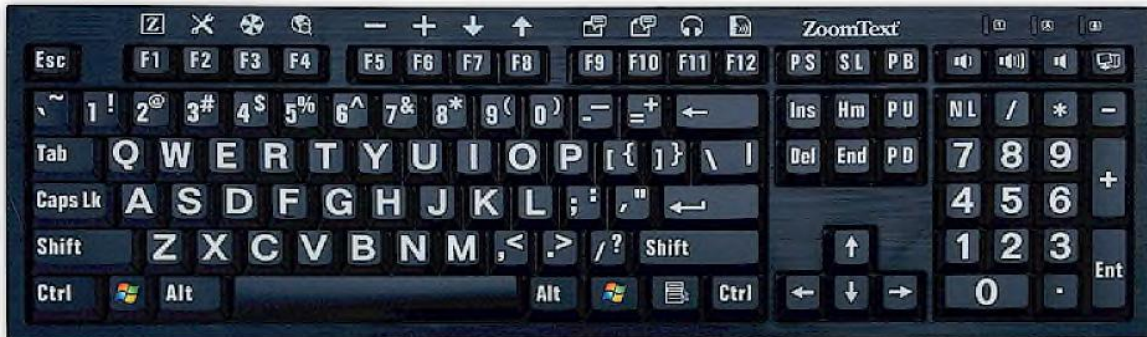 Z ZoomText 1 A
Esc F1 F2 F3 F4 F5 F6 F7 F8 F9 F10 F11 F12 PS SL PB
`~ 1! 2@ 3# 4$ 5% 6^ 7& 8* 9( 0) -_ =+ ← Ins Hm PU NL / * -
Tab Q W E R T Y U I O P [{ ]} \| Del End PD 7 8 9 +
Caps Lk A S D F G H J K L ;: '" 4 5 6
Shift Z X C V B N M ,< .> /? Shift ↑ 1 2 3 Ent
Ctrl Alt Alt Ctrl ← ↓ → 0 .